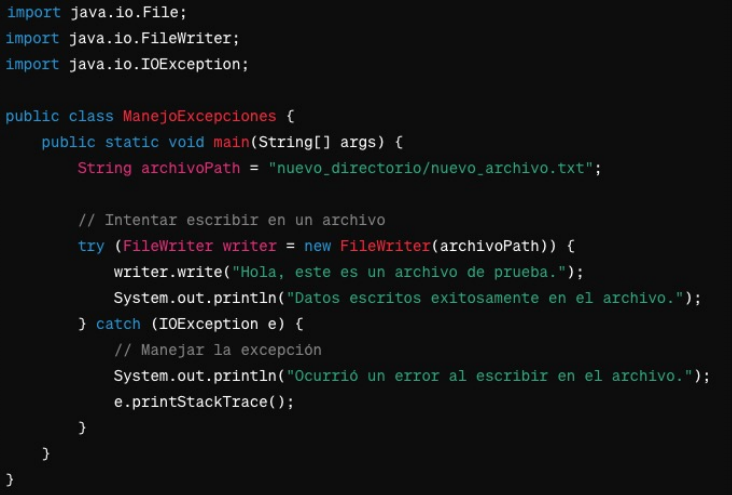 import java.io.File;
import java.io.FileWriter;
import java.io.IOException;
public class ManejoExcepciones {
public static void main(String[] args) {
String archivoPath = "nuevo_directorio/nuevo_archivo.txt";
// Intentar escribir en un archivo
try (FileWriter writer = new FileWriter(archivoPath)) {
writer.write("Hola, este es un archivo de prueba.");
System.out.println("Datos escritos exitosamente en el archivo.");
} catch (IOException e) {
// Manejar la excepción
System.out.println("Ocurrió un error al escribir en el archivo.");
e.printStackTrace();
}
}
}